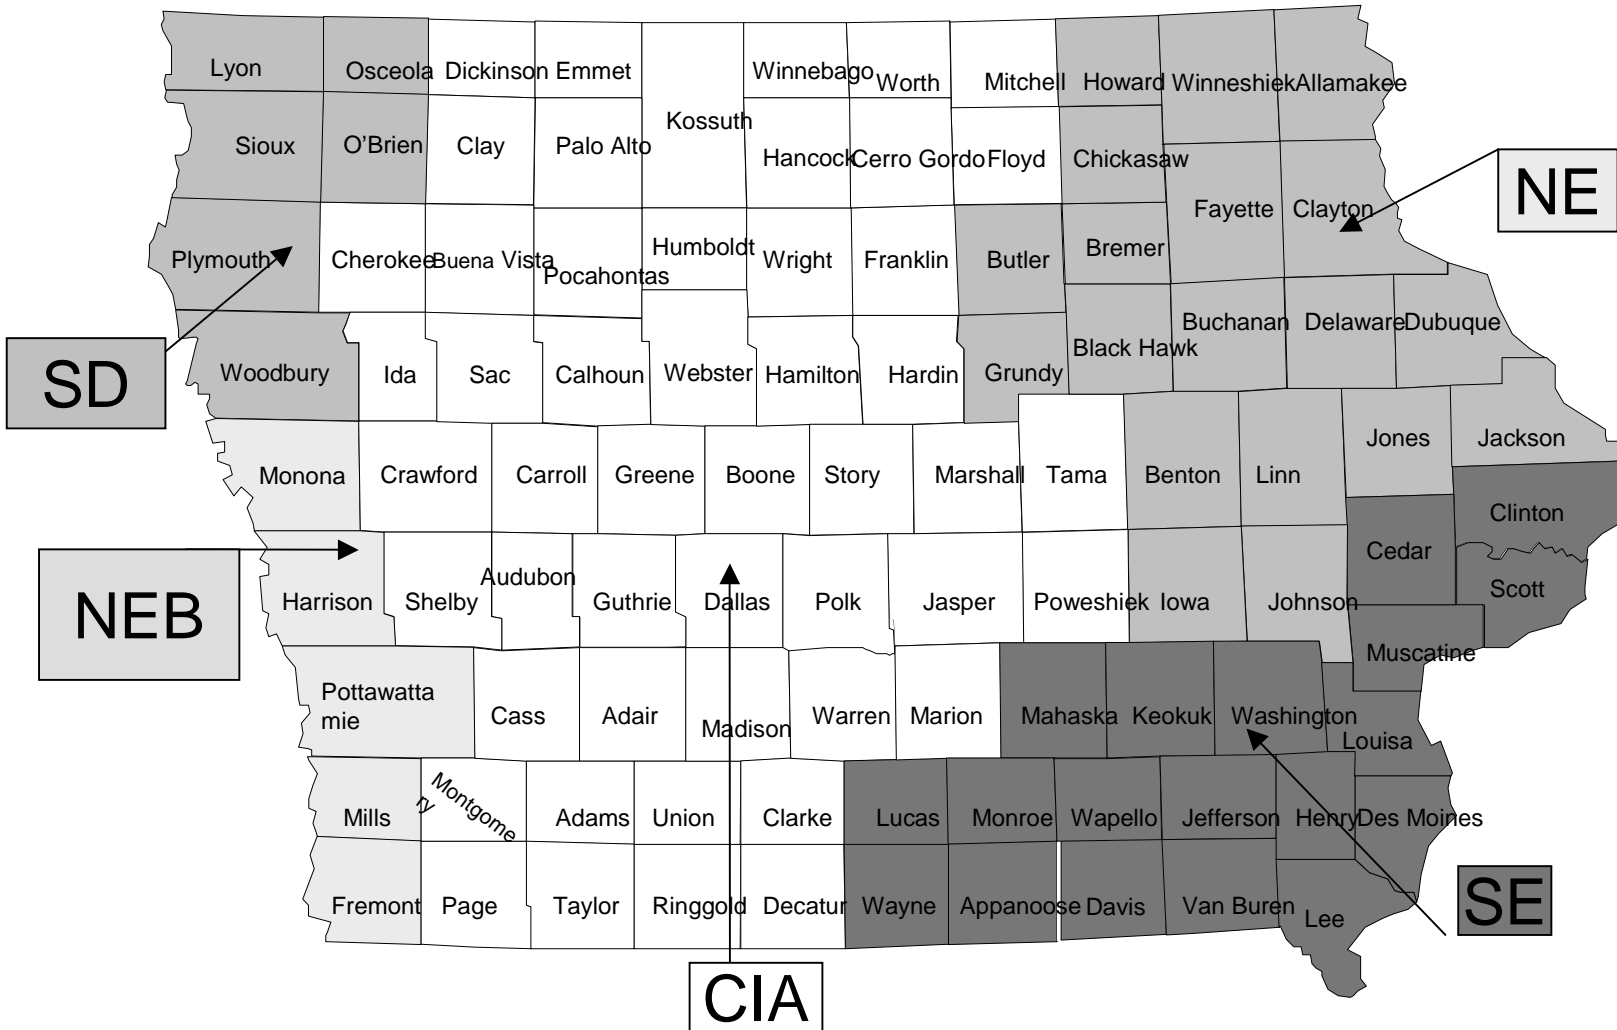 Lyon Osceola Dickinson Emmet Winnebago Worth Mitchell Howard Winneshiek Allamakee
Kossuth
Sioux O'Brien Clay Palo Alto Hancock Cerro Gordo Floyd Chickasaw
NE
Fayette Clayton
Plymouth Cherokee Buena Vista Pocahontas Humboldt Wright Franklin Butler Bremer
Buchanan Delaware Dubuque
SD
Woodbury Ida Sac Calhoun Webster Hamilton Hardin Grundy Black Hawk
Jones Jackson
Monona Crawford Carroll Greene Boone Story Marshall Tama Benton Linn
Clinton
Cedar
NEB
Harrison Shelby Audubon Guthrie Dallas Polk Jasper Poweshiek Iowa Johnson Scott
Muscatine
Pottawatta
mie
Cass Adair Madison Warren Marion Mahaska Keokuk Washington
Louisa
Mills
Montgome
ry
Adams Union Clarke Lucas Monroe Wapello Jefferson Henry Des Moines
Fremont Page Taylor Ringgold Decatur Wayne Appanoose Davis Van Buren Lee
SE
CIA